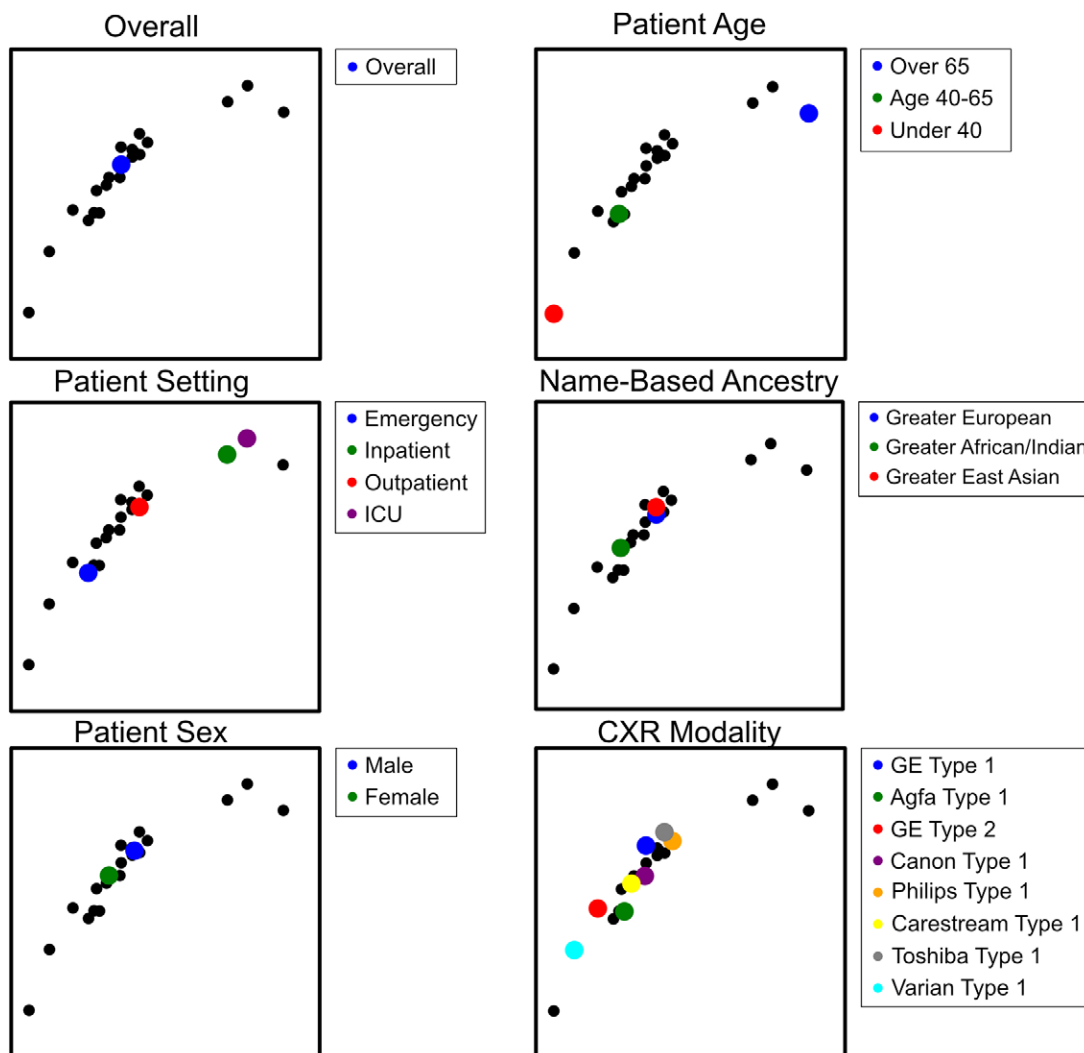 Overall
Overall
Patient Age
Over 65
Age 40-65
Under 40
Patient Setting
Emergency
Inpatient
Outpatient
ICU
Name-Based Ancestry
Greater European
Greater African/Indian
Greater East Asian
Patient Sex
Male
Female
CXR Modality
GE Type 1
Agfa Type 1
GE Type 2
Canon Type 1
Philips Type 1
Carestream Type 1
Toshiba Type 1
Varian Type 1